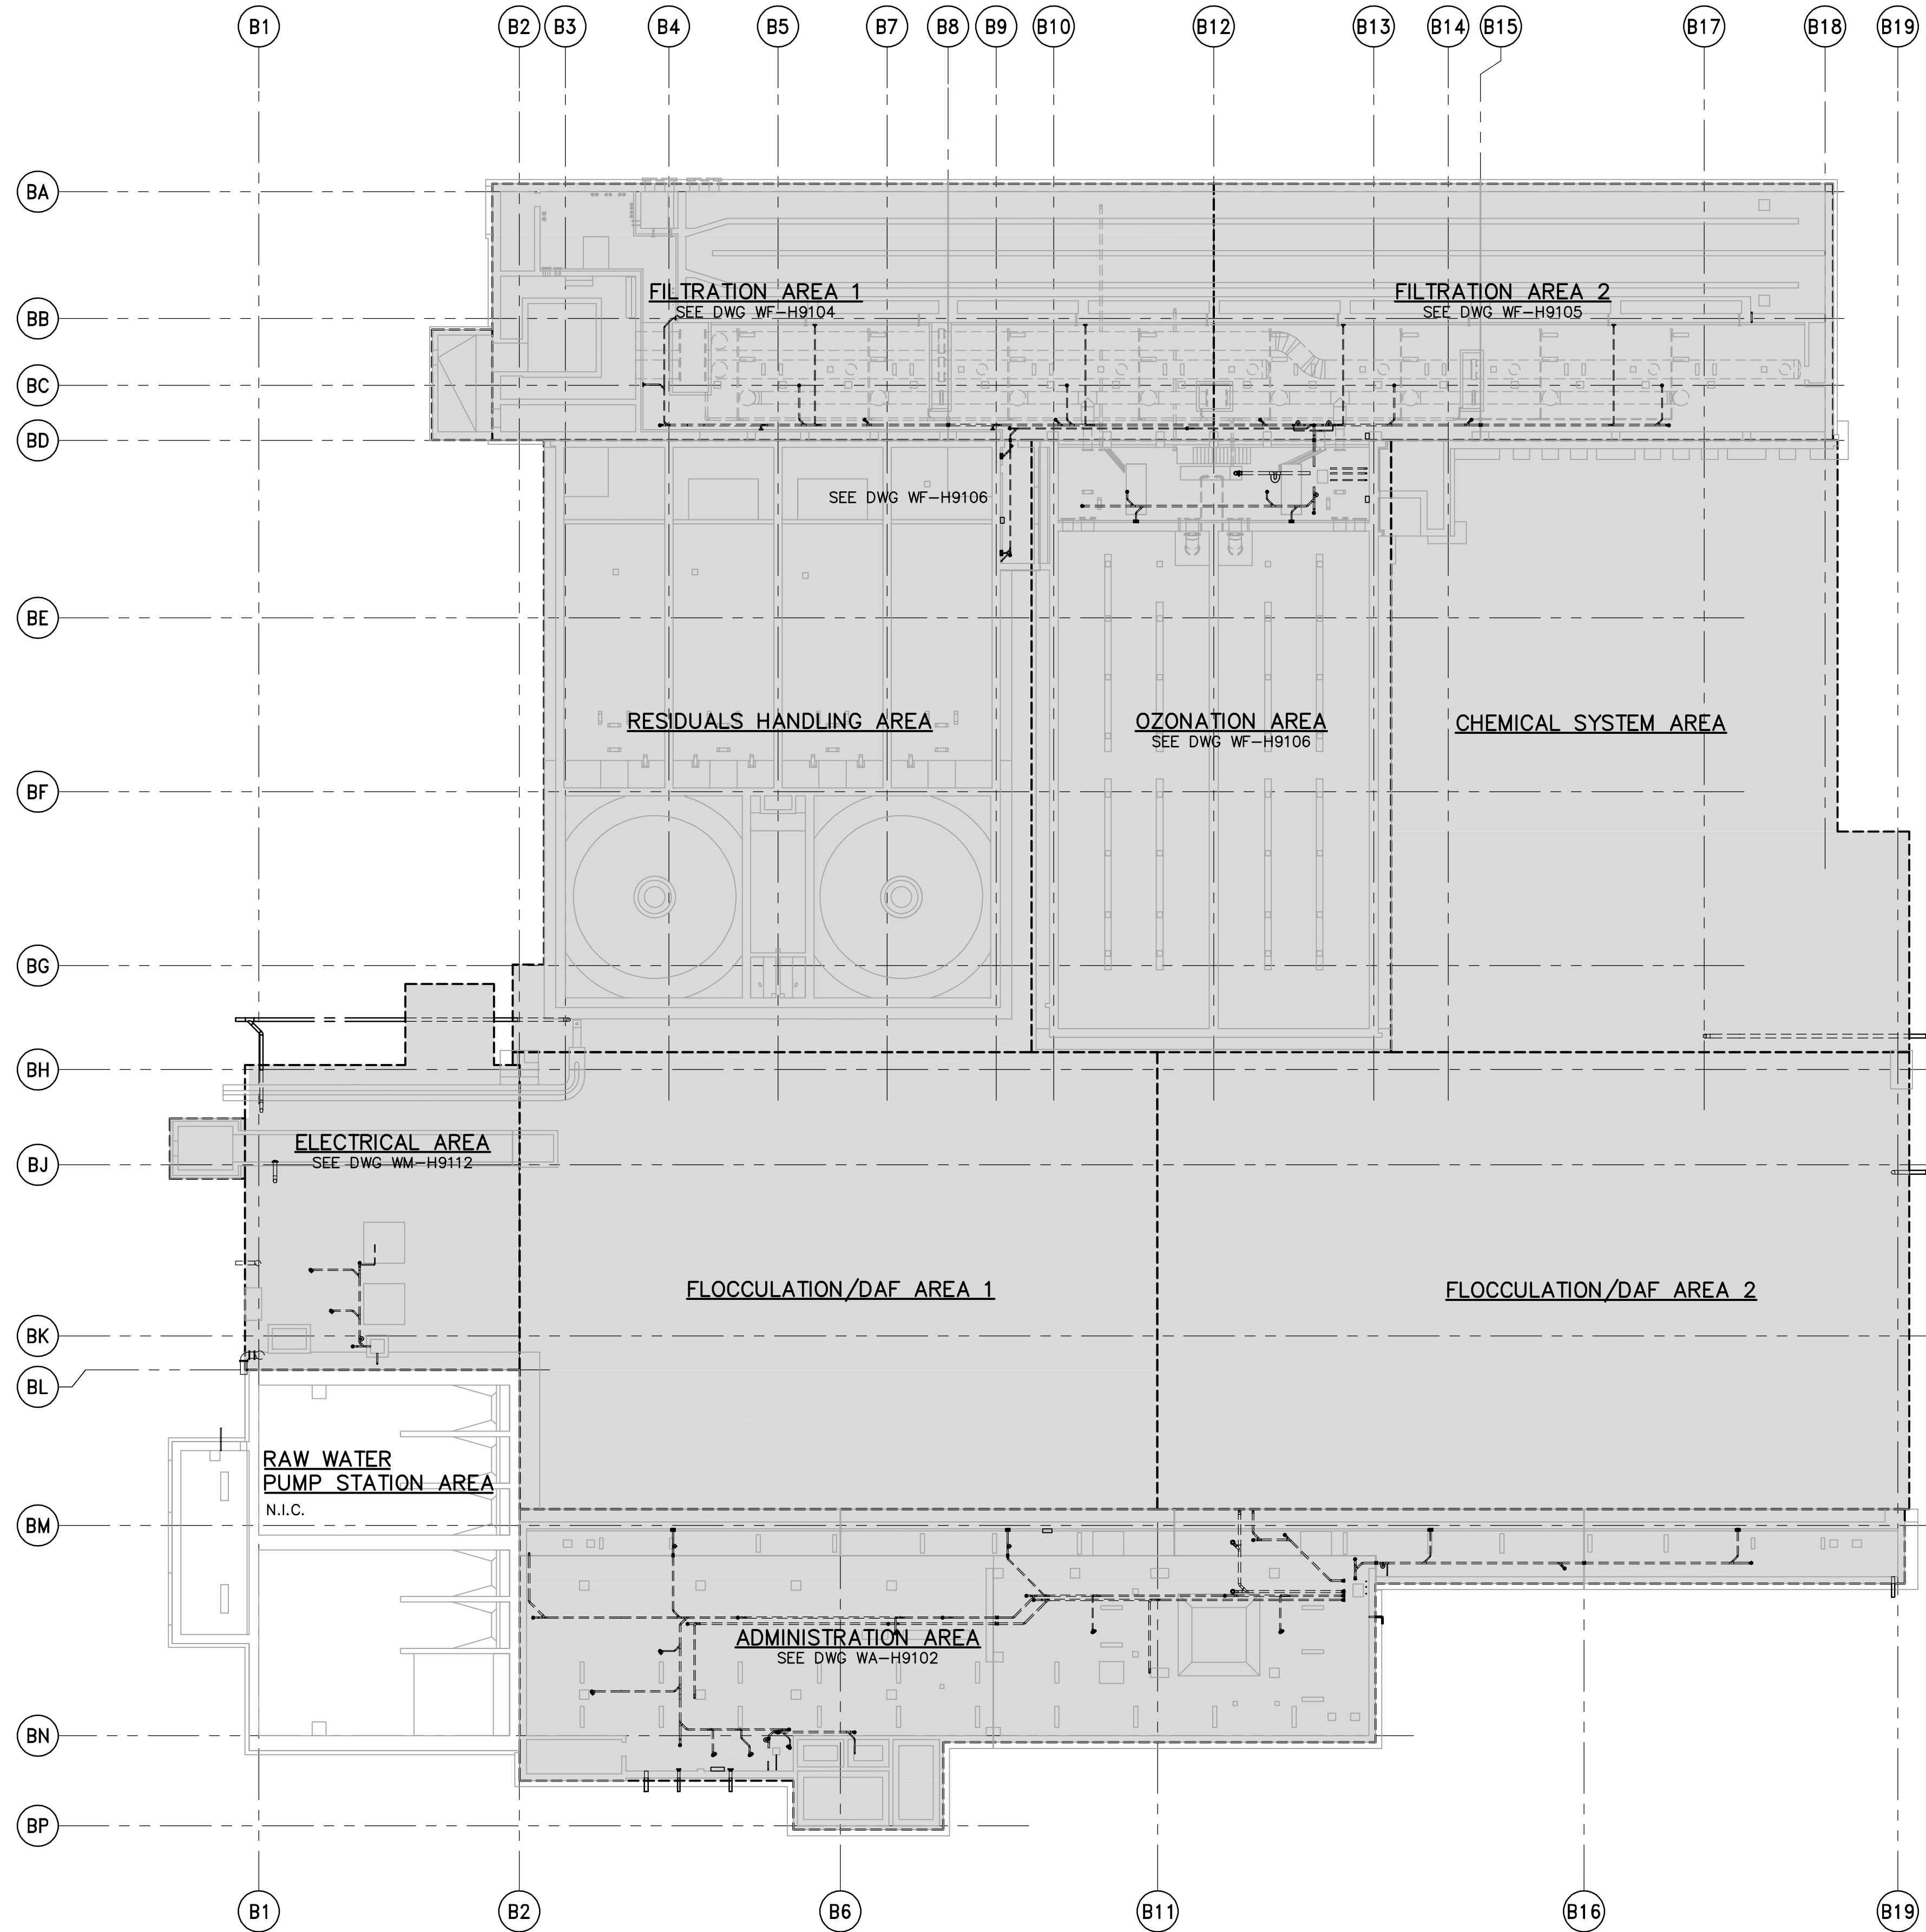 B1
B2
B3
B4
B5
B7
B8
B9
B10
B12
B13
B14
B15
B17
B18
B19
BA
FILTRATION AREA 1
SEE DWG WF-H9104
FILTRATION AREA 2
SEE DWG WF-H9105
BB
BC
BD
SEE DWG WF-H9106
BE
RESIDUALS HANDLING AREA
OZONATION AREA
SEE DWG WF-H9106
CHEMICAL SYSTEM AREA
BF
BG
BH
ELECTRICAL AREA
SEE DWG WM-H9112
BJ
FLOCCULATION/DAF AREA 1
FLOCCULATION/DAF AREA 2
BK
BL
RAW WATER
PUMP STATION AREA
N.I.C.
BM
ADMINISTRATION AREA
SEE DWG WA-H9102
BN
BP
B1
B2
B6
B11
B16
B19